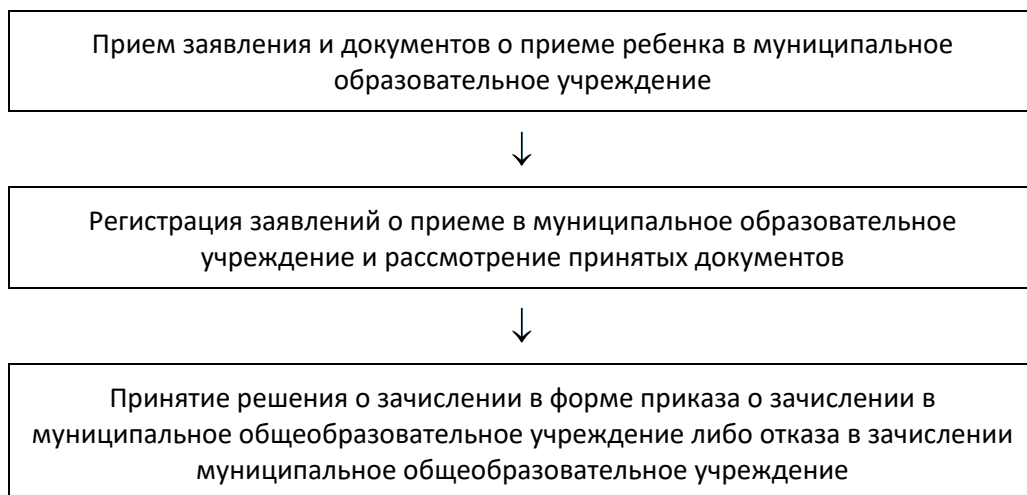 Прием заявления и документов о приеме ребенка в муниципальное
образовательное учреждение
↓
Регистрация заявлений о приеме в муниципальное образовательное
учреждение и рассмотрение принятых документов
↓
Принятие решения о зачислении в форме приказа о зачислении в
муниципальное общеобразовательное учреждение либо отказа в зачислении
муниципальное общеобразовательное учреждение